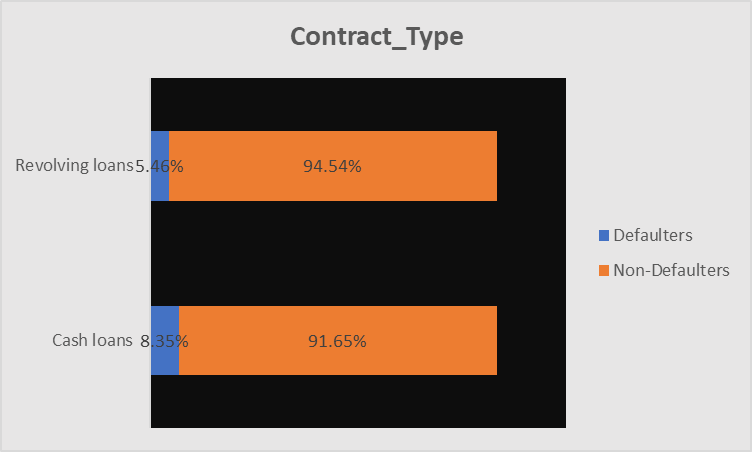 Contract_Type
Revolving loans 5.46% 94.54%
Defaulters
Non-Defaulters
Cash loans 8.35% 91.65%